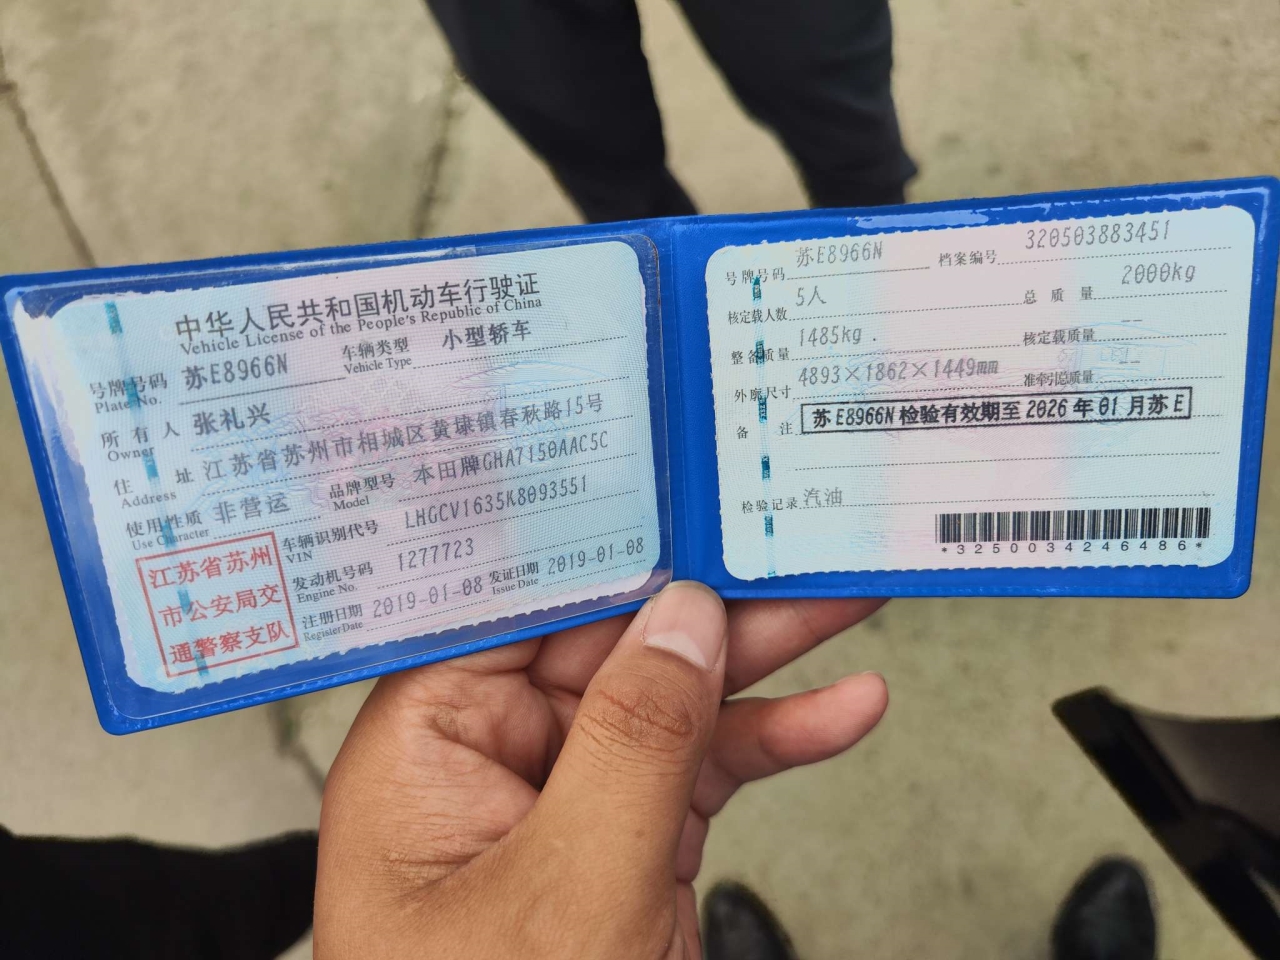 中华人民共和国机动车行驶证
Vehicle License of the People's Republic of China
号牌号码 苏E8966N 车辆类型 小型轿车
Plate No. Vehicle Type
所有人 张礼兴
Owner
住址 江苏省苏州市相城区黄康镇春秋路15号
Address
使用性质 非营运 品牌型号 本田牌GHA7150AAC5C
Use Character Model
车辆识别代号 LHGCV1635K8093551
VIN
发动机号码 1277723
Engine No.
注册日期 2019-01-08 发证日期 2019-01-08
Register Date Issue Date
江苏省苏州
市公安局交
通警察支队
号牌号码 苏E8966N 档案编号 320503883451
核定载人数 5人 总质量 2000kg
整备质量 1485kg . 核定载质量 --
外廓尺寸 4893×1862×1449mm 准牵引总质量 --
备注 苏E8966N检验有效期至2026年01月苏E
检验记录 汽油
*3250034246486*